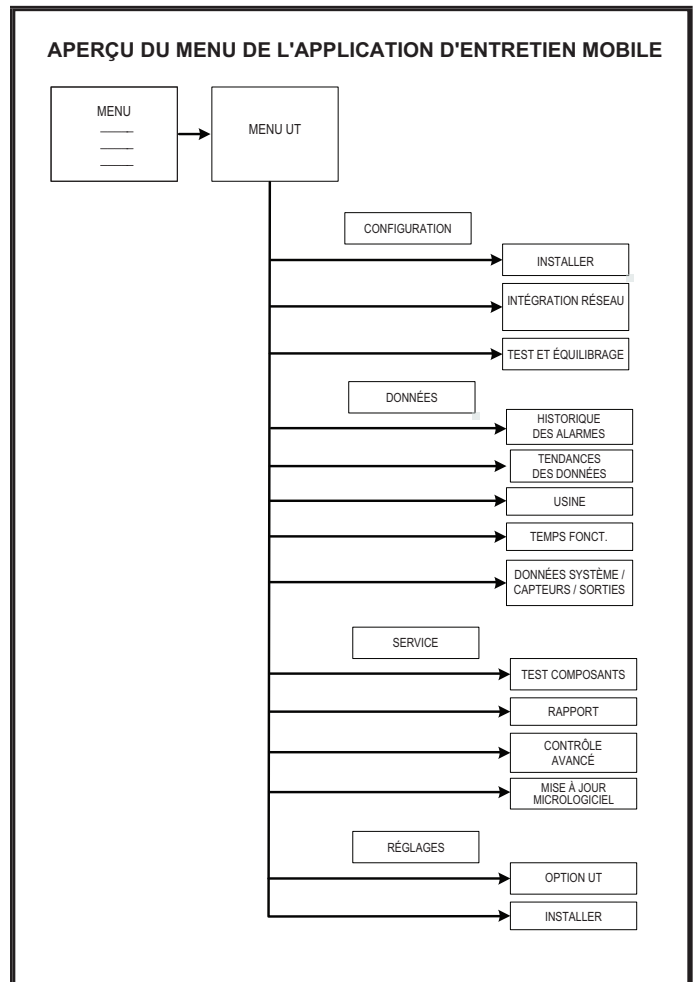 APERÇU DU MENU DE L'APPLICATION D'ENTRETIEN MOBILE
MENU
MENU UT
CONFIGURATION
INSTALLER
INTÉGRATION RÉSEAU
TEST ET ÉQUILIBRAGE
DONNÉES
HISTORIQUE
DES ALARMES
TENDANCES
DES DONNÉES
USINE
TEMPS FONCT.
DONNÉES SYSTÈME /
CAPTEURS / SORTIES
SERVICE
TEST COMPOSANTS
RAPPORT
CONTRÔLE
AVANCÉ
MISE À JOUR
MICROLOGICIEL
RÉGLAGES
OPTION UT
INSTALLER